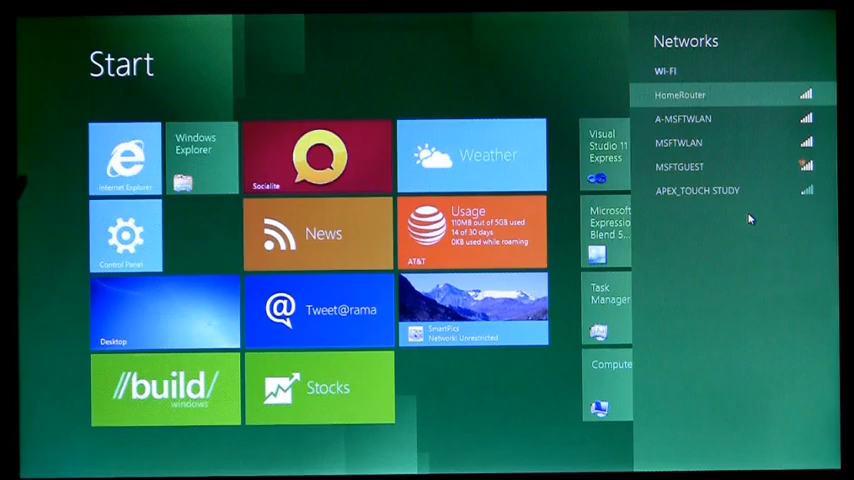 Start
Internet Explorer
Windows
Explorer
Socialite
Weather
Control Panel
News
Usage
110MB out of 5GB used
14 of 30 days
0KB used while roaming
AT&T
Desktop
Tweet@rama
SmartPics
Network: Unrestricted
//build/
windows
Stocks
Visual
Studio 11
Express
Microsoft
Expressio
Blend 5...
Task
Manager
Compute
Networks
WI-FI
HomeRouter
A-MSFTWLAN
MSFTWLAN
MSFTGUEST
APEX_TOUCH STUDY